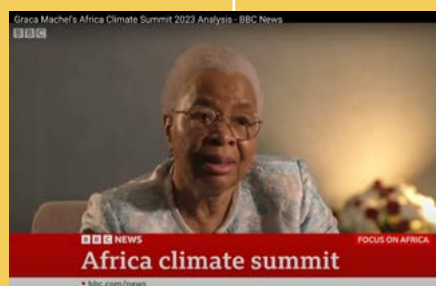 Graca Machel's Africa Climate Summit 2023 Analysis - BBC News
BBC
BBC NEWS
FOCUS ON AFRICA
Africa climate summit
• bbc.com/news